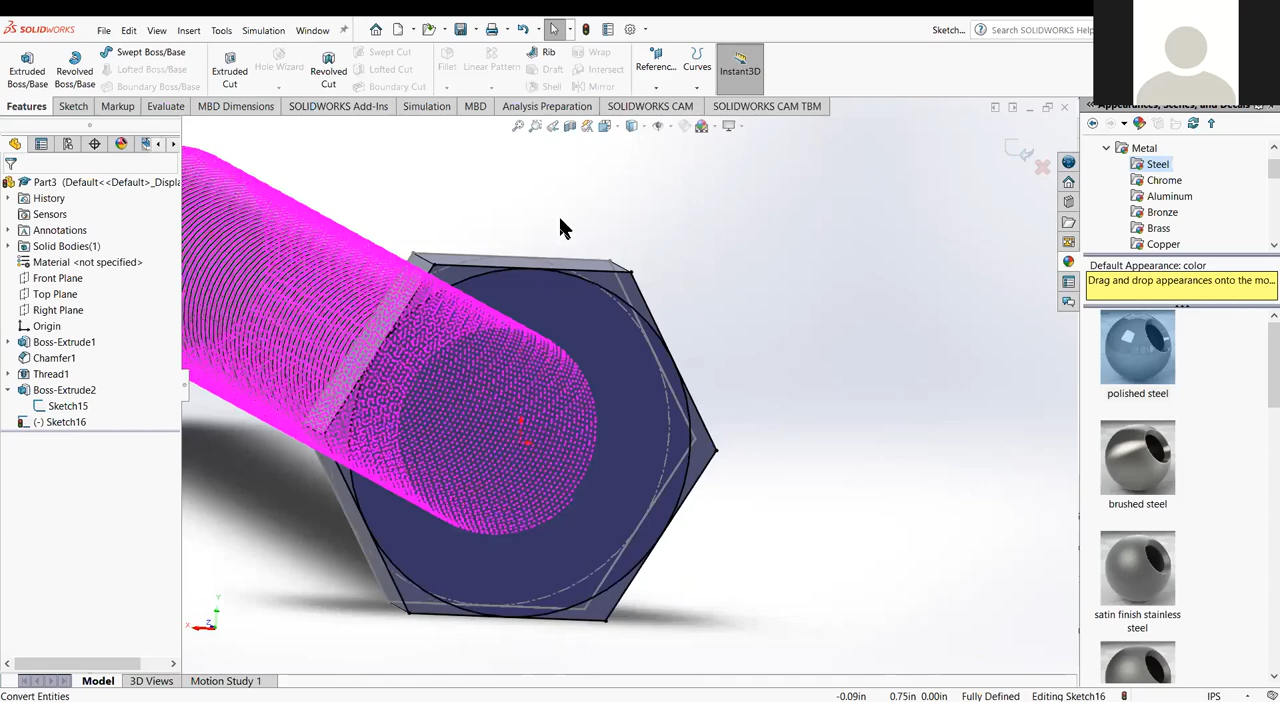 SOLIDWORKS File Edit View Insert Tools Simulation Window Sketch... Search SOLIDWORKS Help
Extruded Boss/Base
Revolved Boss/Base
Swept Boss/Base
Lofted Boss/Base
Boundary Boss/Base
Extruded Cut
Hole Wizard
Revolved Cut
Swept Cut
Lofted Cut
Boundary Cut
Fillet
Linear Pattern
Rib
Draft
Shell
Wrap
Intersect
Mirror
Referenc...
Curves
Instant3D
Features Sketch Markup Evaluate MBD Dimensions SOLIDWORKS Add-Ins Simulation MBD Analysis Preparation SOLIDWORKS CAM SOLIDWORKS CAM TBM
Appearances, Scenes, and Decals
Part3 (Default<<Default>_Displa
History
Sensors
Annotations
Solid Bodies(1)
Material <not specified>
Front Plane
Top Plane
Right Plane
Origin
Boss-Extrude1
Chamfer1
Thread1
Boss-Extrude2
Sketch15
(-) Sketch16
Y
X
Z
Metal
Steel
Chrome
Aluminum
Bronze
Brass
Copper
Default Appearance: color
Drag and drop appearances onto the mo...
polished steel
brushed steel
satin finish stainless
steel
Model 3D Views Motion Study 1
Convert Entities -0.09in 0.75in 0.00in Fully Defined Editing Sketch16 IPS